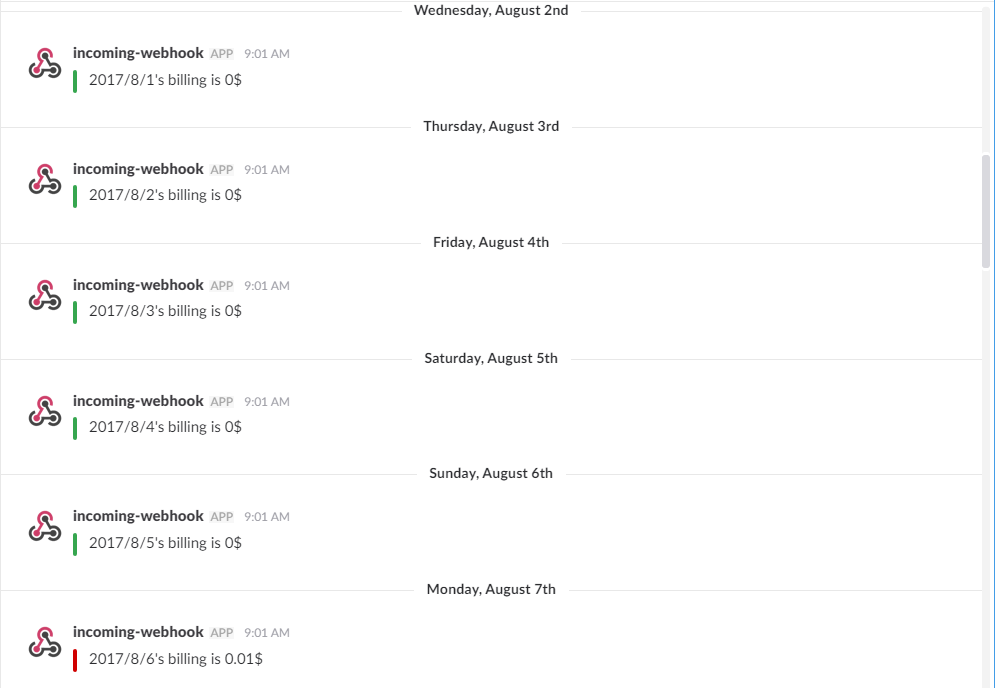 Wednesday, August 2nd
incoming-webhook APP 9:01 AM
2017/8/1's billing is 0$
Thursday, August 3rd
incoming-webhook APP 9:01 AM
2017/8/2's billing is 0$
Friday, August 4th
incoming-webhook APP 9:01 AM
2017/8/3's billing is 0$
Saturday, August 5th
incoming-webhook APP 9:01 AM
2017/8/4's billing is 0$
Sunday, August 6th
incoming-webhook APP 9:01 AM
2017/8/5's billing is 0$
Monday, August 7th
incoming-webhook APP 9:01 AM
2017/8/6's billing is 0.01$